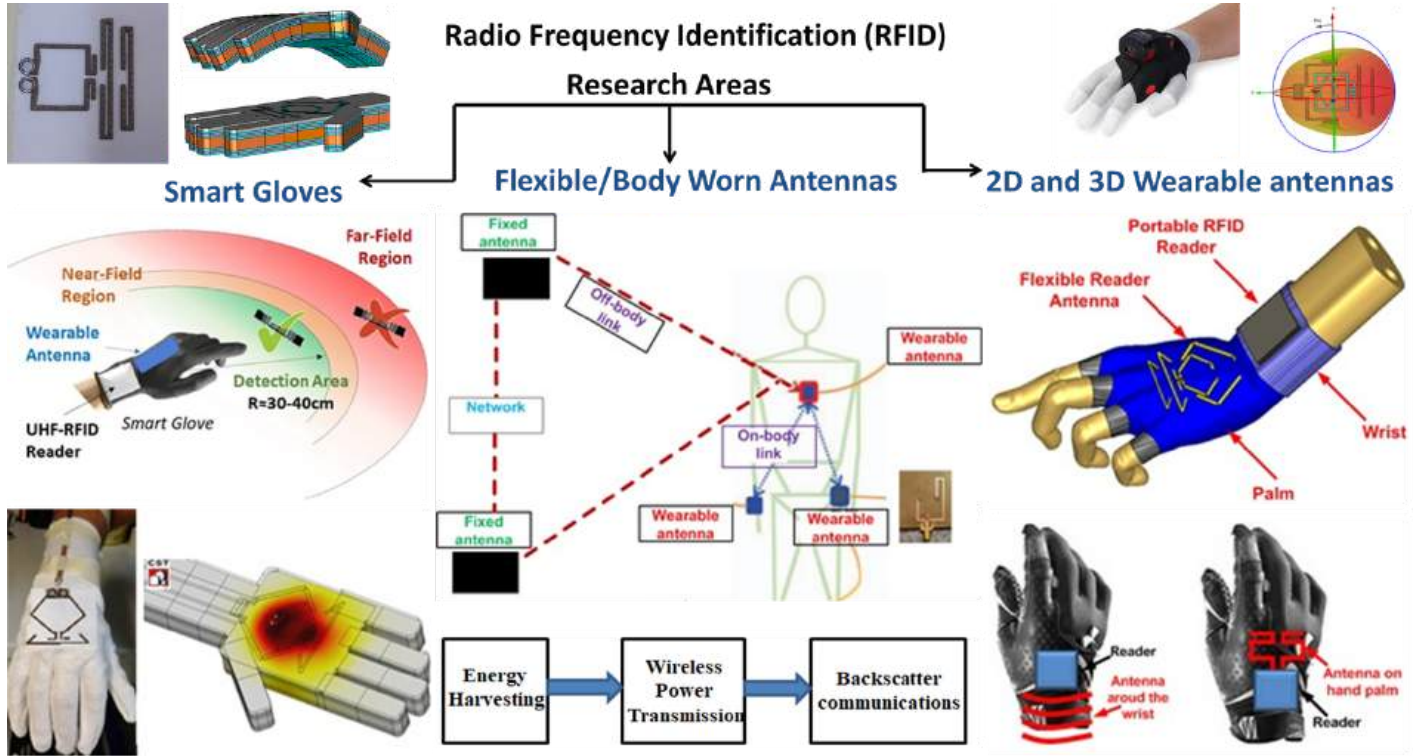 Radio Frequency Identification (RFID)
Research Areas
Smart Gloves
Flexible/Body Worn Antennas
2D and 3D Wearable antennas
Far-Field
Region
Near-Field
Region
Wearable
Antenna
Detection Area
R=30-40cm
Smart Glove
UHF-RFID
Reader
CST
Fixed
antenna
Off-body
link
Wearable
antenna
Network
On-body
link
Fixed
antenna
Wearable
antenna
Wearable
antenna
Energy
Harvesting
Wireless
Power
Transmission
Backscatter
communications
Portable RFID
Reader
Flexible Reader
Antenna
Wrist
Palm
Reader
Antenna
aroud the
wrist
Antenna on
hand palm
Reader